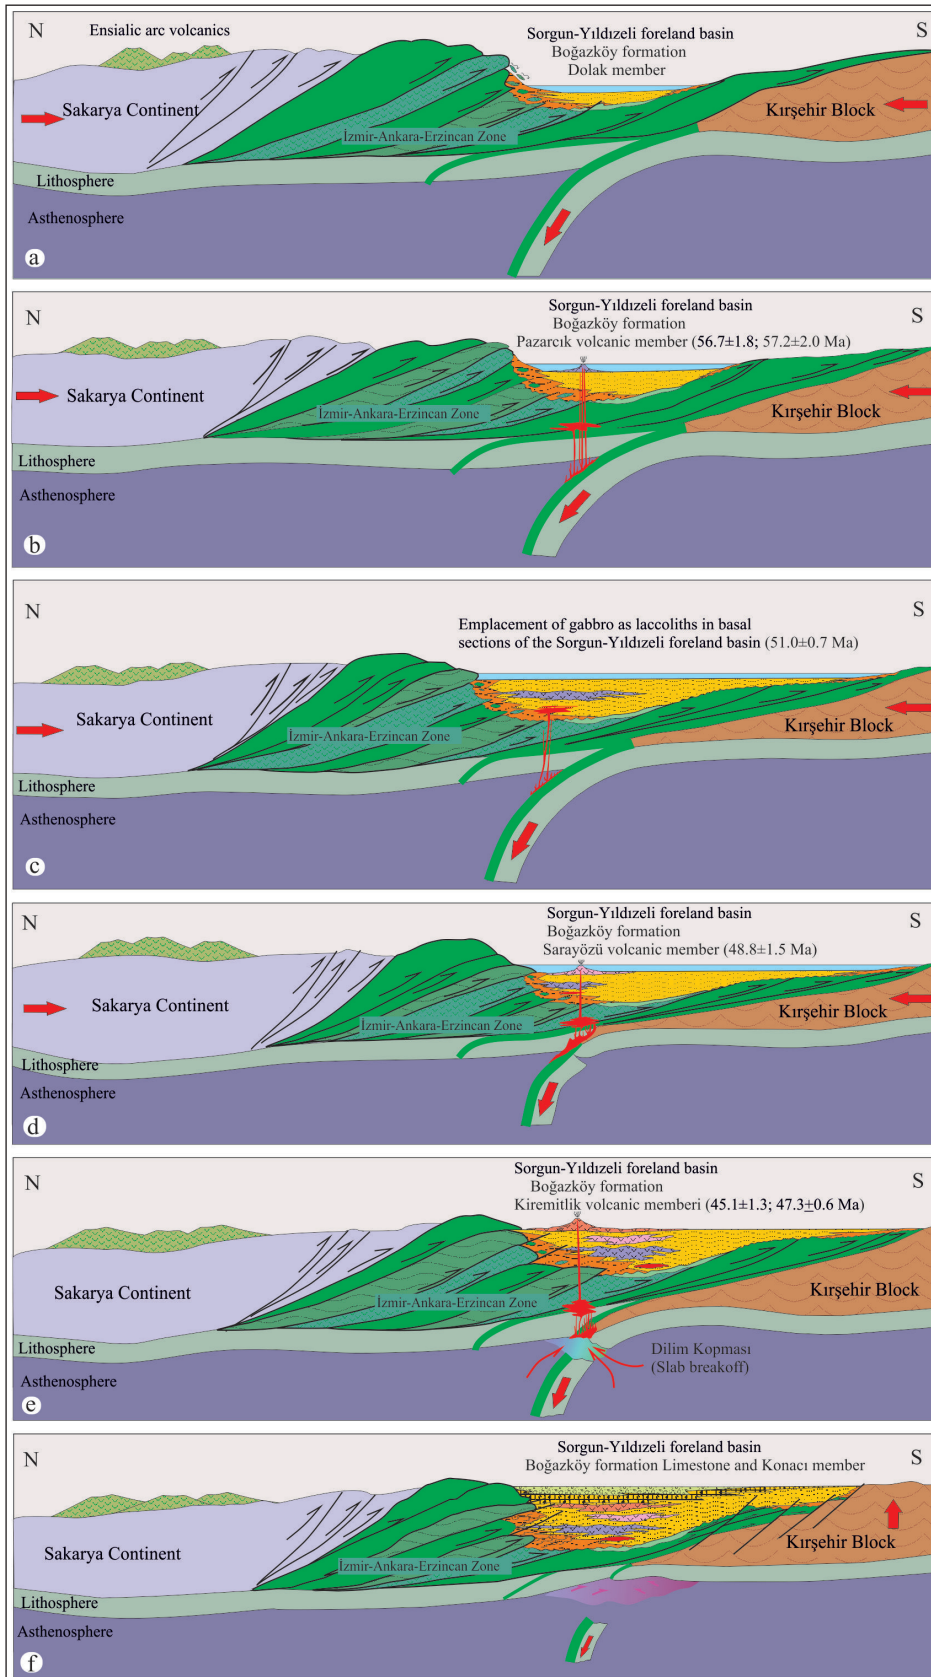 N
S
Ensialic arc volcanics
Sorgun-Yıldızeli foreland basin
Boğazköy formation
Dolak member
Sakarya Continent
Kırşehir Block
İzmir-Ankara-Erzincan Zone
Lithosphere
Asthenosphere
a
N
S
Sorgun-Yıldızeli foreland basin
Boğazköy formation
Pazarcık volcanic member (56.7±1.8; 57.2±2.0 Ma)
Sakarya Continent
İzmir-Ankara-Erzincan Zone
Kırşehir Block
Lithosphere
Asthenosphere
b
N
S
Emplacement of gabbro as laccoliths in basal
sections of the Sorgun-Yıldızeli foreland basin (51.0±0.7 Ma)
Sakarya Continent
İzmir-Ankara-Erzincan Zone
Kırşehir Block
Lithosphere
Asthenosphere
c
N
S
Sorgun-Yıldızeli foreland basin
Boğazköy formation
Sarayözü volcanic member (48.8±1.5 Ma)
Sakarya Continent
İzmir-Ankara-Erzincan Zone
Kırşehir Block
Lithosphere
Asthenosphere
d
N
S
Sorgun-Yıldızeli foreland basin
Boğazköy formation
Kiremitlik volcanic memberi (45.1±1.3; 47.3±0.6 Ma)
Sakarya Continent
İzmir-Ankara-Erzincan Zone
Kırşehir Block
Lithosphere
Dilim Kopması
(Slab breakoff)
Asthenosphere
e
N
S
Sorgun-Yıldızeli foreland basin
Boğazköy formation Limestone and Konacı member
Sakarya Continent
İzmir-Ankara-Erzincan Zone
Kırşehir Block
Lithosphere
Asthenosphere
f